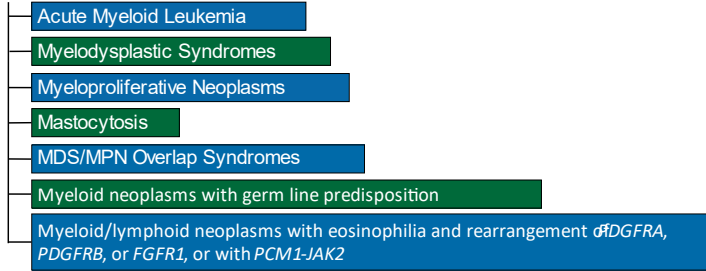 Acute Myeloid Leukemia
Myelodysplastic Syndromes
Myeloproliferative Neoplasms
Mastocytosis
MDS/MPN Overlap Syndromes
Myeloid neoplasms with germ line predisposition
Myeloid/lymphoid neoplasms with eosinophilia and rearrangement of PDGFRA,
PDGFRB, or FGFR1, or with PCM1-JAK2